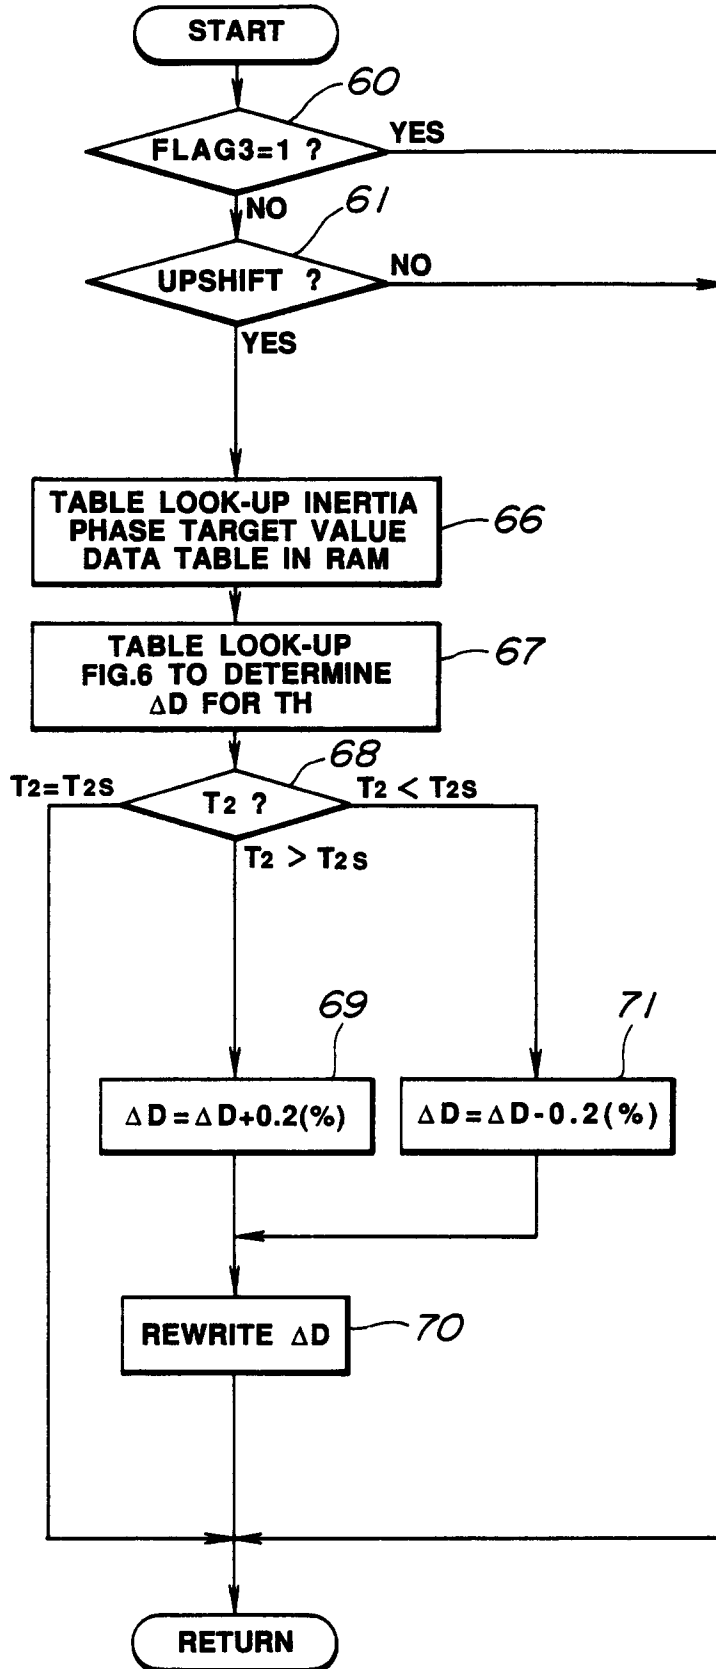 START
60
FLAG3=1 ?
YES
NO
61
UPSHIFT ?
NO
YES
TABLE LOOK-UP INERTIA
PHASE TARGET VALUE
DATA TABLE IN RAM
66
TABLE LOOK-UP
FIG.6 TO DETERMINE
ΔD FOR TH
67
68
T2=T2S
T2 ?
T2 < T2S
T2 > T2S
69
71
ΔD=ΔD+0.2(%)
ΔD=ΔD-0.2(%)
REWRITE ΔD
70
RETURN